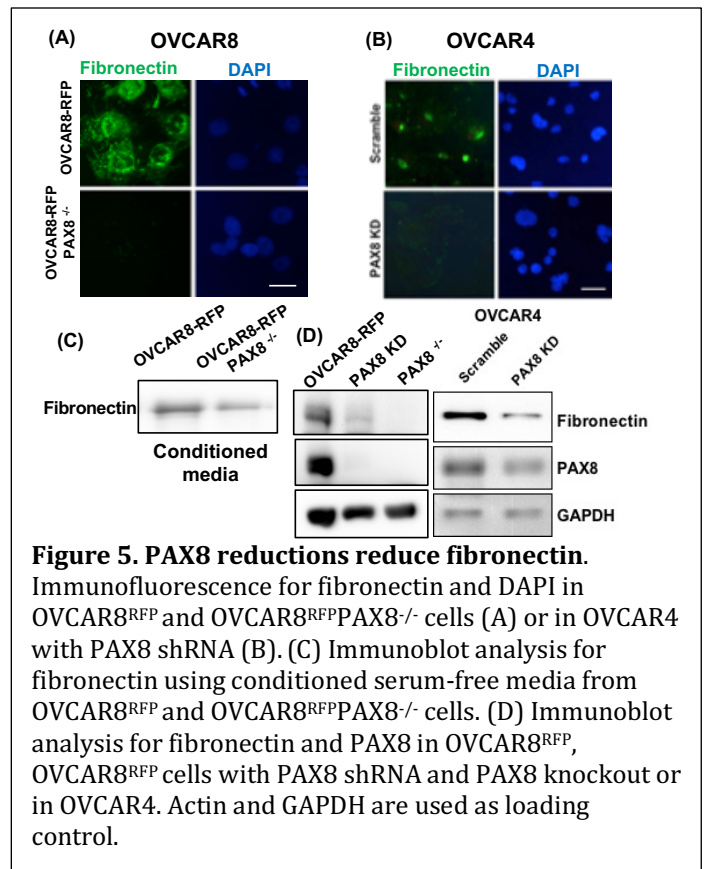 (A)
OVCAR8
(B)
OVCAR4
Fibronectin
DAPI
Fibronectin
DAPI
OVCAR8-RFP
OVCAR8-RFP
PAX8 -/-
Scramble
PAX8 KD
(C)
OVCAR8-RFP
OVCAR8-RFP
PAX8 -/-
Fibronectin
Conditioned
media
(D)
OVCAR8-RFP
PAX8 KD
PAX8 -/-
OVCAR4
Scramble
PAX8 KD
Fibronectin
PAX8
GAPDH
Figure 5. PAX8 reductions reduce fibronectin.
Immunofluorescence for fibronectin and DAPI in
OVCAR8RFP and OVCAR8RFPPAX8-/- cells (A) or in OVCAR4
with PAX8 shRNA (B). (C) Immunoblot analysis for
fibronectin using conditioned serum-free media from
OVCAR8RFP and OVCAR8RFPPAX8-/- cells. (D) Immunoblot
analysis for fibronectin and PAX8 in OVCAR8RFP,
OVCAR8RFP cells with PAX8 shRNA and PAX8 knockout or
in OVCAR4. Actin and GAPDH are used as loading
control.